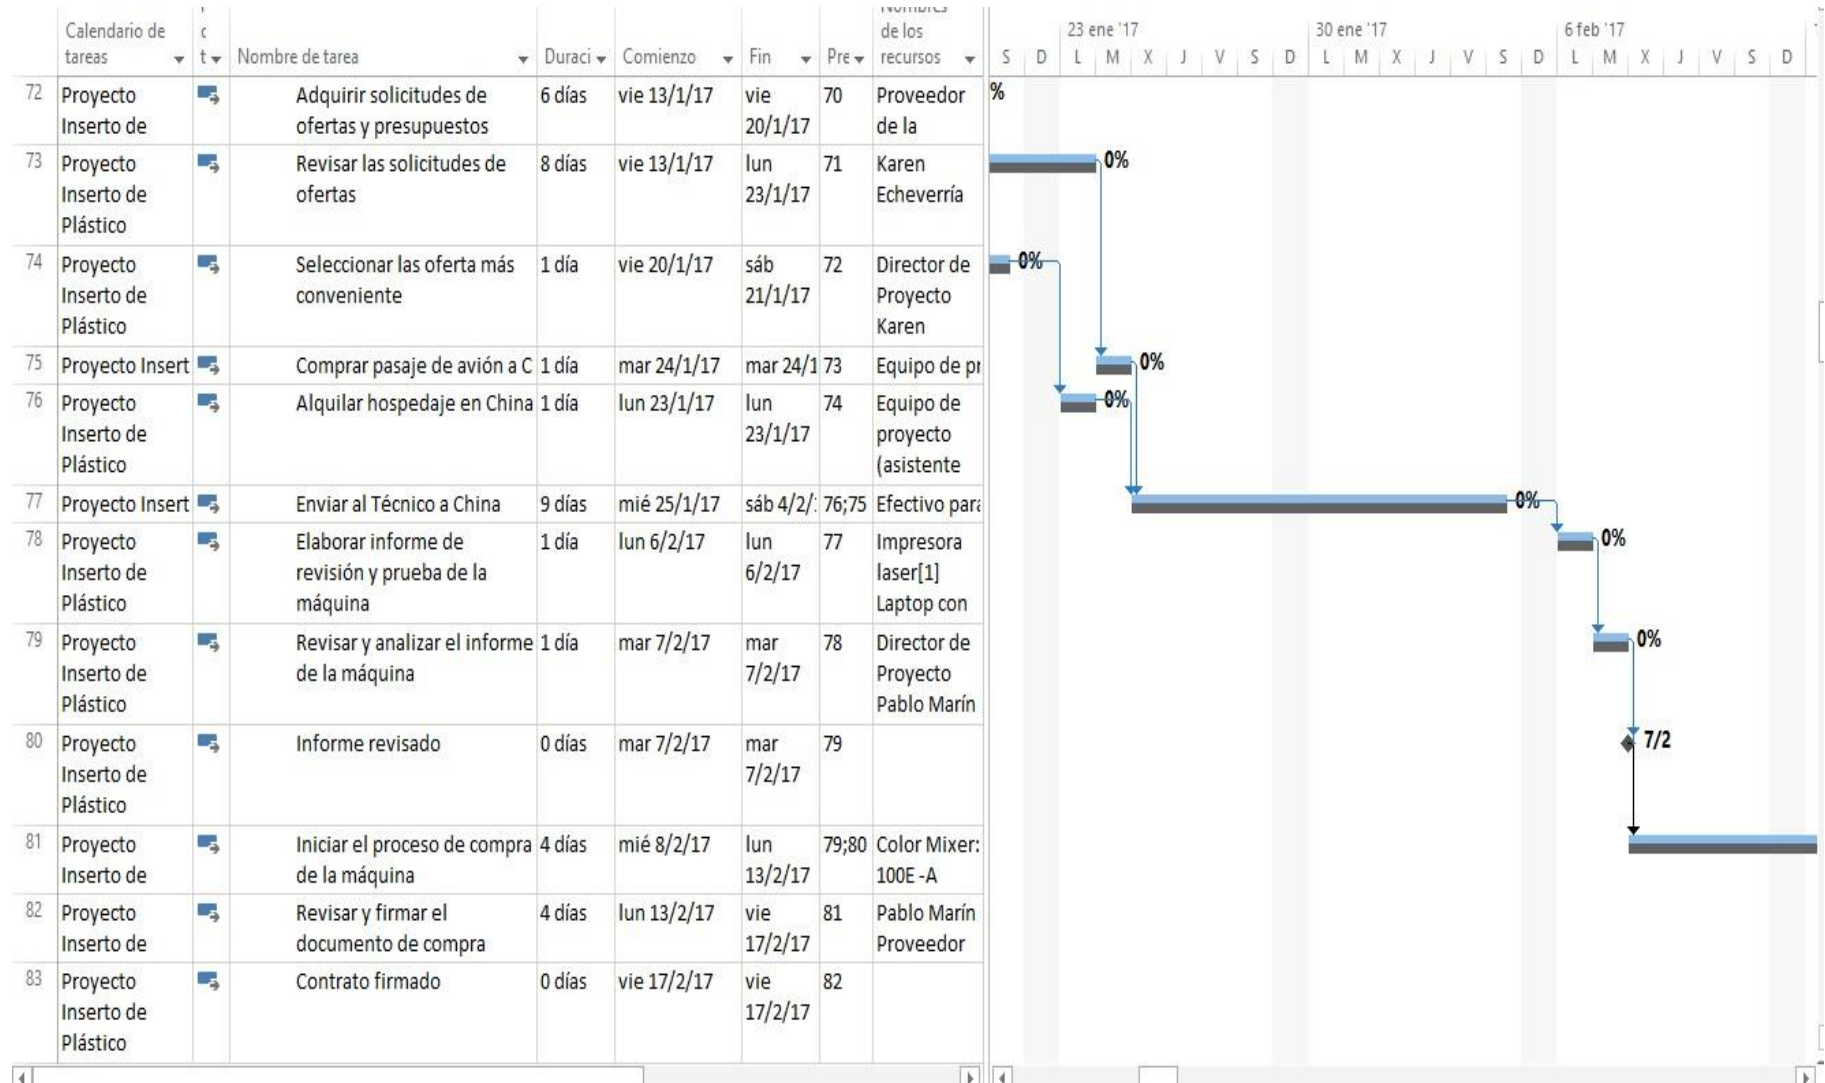 Nombres
Calendario de tareas c t Nombre de tarea Duraci Comienzo Fin Pre de los recursos
23 ene '17 30 ene '17 6 feb '17
S D L M X J V S D L M X J V S D L M X J V S D
72 Proyecto Adquirir solicitudes de 6 días vie 13/1/17 vie 70 Proveedor %
Inserto de ofertas y presupuestos 20/1/17 de la
73 Proyecto Revisar las solicitudes de 8 días vie 13/1/17 lun 71 Karen 0%
Inserto de ofertas 23/1/17 Echeverría
Plástico
74 Proyecto Seleccionar las oferta más 1 día vie 20/1/17 sáb 72 Director de 0%
Inserto de conveniente 21/1/17 Proyecto
Plástico Karen
75 Proyecto Insert Comprar pasaje de avión a C 1 día mar 24/1/17 mar 24/1 73 Equipo de pr 0%
76 Proyecto Alquilar hospedaje en China 1 día lun 23/1/17 lun 74 Equipo de 0%
Inserto de 23/1/17 proyecto
Plástico (asistente
77 Proyecto Insert Enviar al Técnico a China 9 días mié 25/1/17 sáb 4/2/ 76;75 Efectivo para 0%
78 Proyecto Elaborar informe de 1 día lun 6/2/17 lun 77 Impresora 0%
Inserto de revisión y prueba de la 6/2/17 laser[1]
Plástico máquina Laptop con
79 Proyecto Revisar y analizar el informe 1 día mar 7/2/17 mar 78 Director de 0%
Inserto de de la máquina 7/2/17 Proyecto
Plástico Pablo Marín
80 Proyecto Informe revisado 0 días mar 7/2/17 mar 79 7/2
Inserto de 7/2/17
Plástico
81 Proyecto Iniciar el proceso de compra 4 días mié 8/2/17 lun 79;80 Color Mixer:
Inserto de de la máquina 13/2/17 100E -A
82 Proyecto Revisar y firmar el 4 días lun 13/2/17 vie 81 Pablo Marín
Inserto de documento de compra 17/2/17 Proveedor
83 Proyecto Contrato firmado 0 días vie 17/2/17 vie 82
Inserto de 17/2/17
Plástico